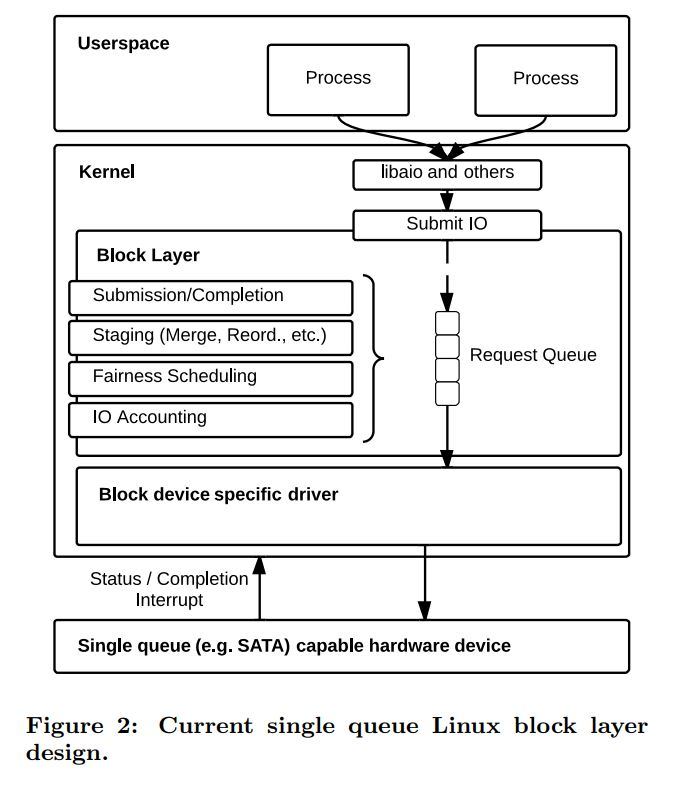 Userspace
Process
Process
Kernel
libaio and others
Submit IO
Block Layer
Submission/Completion
Staging (Merge, Reord., etc.)
Fairness Scheduling
IO Accounting
Request Queue
Block device specific driver
Status / Completion
Interrupt
Single queue (e.g. SATA) capable hardware device
Figure 2: Current single queue Linux block layer
design.